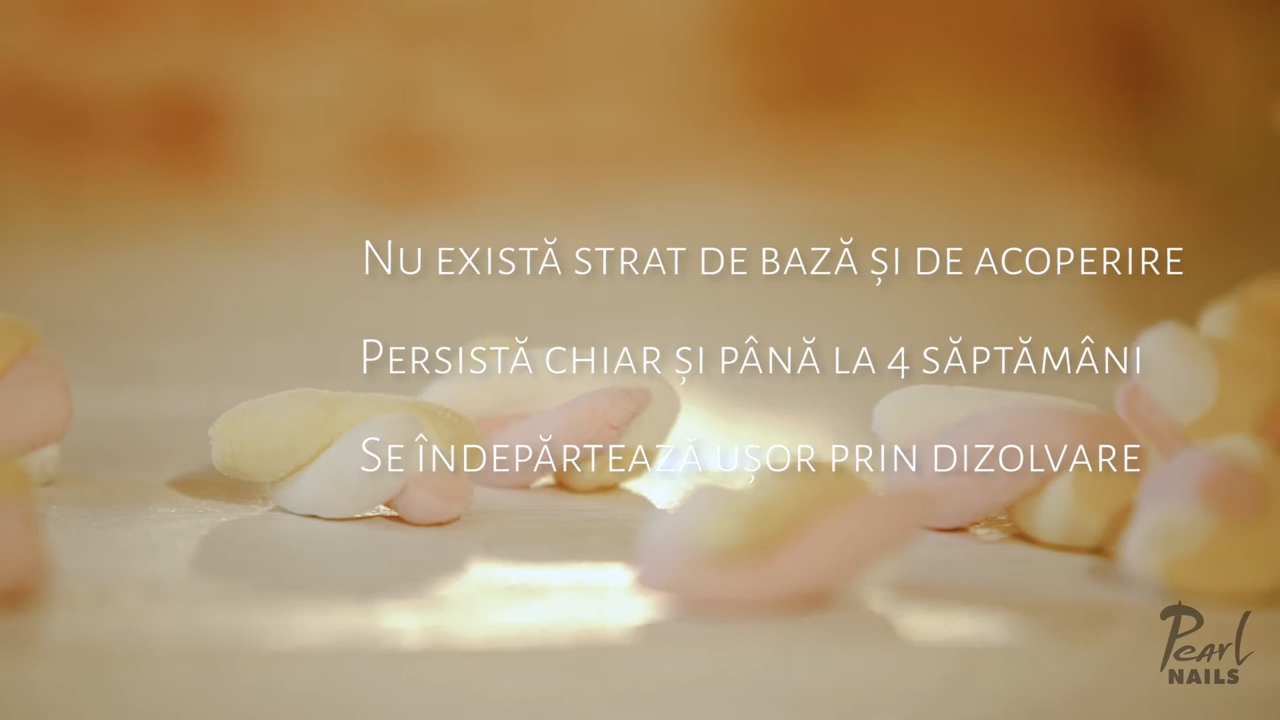 Nu există strat de bază și de acoperire
Persistă chiar și până la 4 săptămâni
Se îndepărtează ușor prin dizolvare
Pearl
NAILS